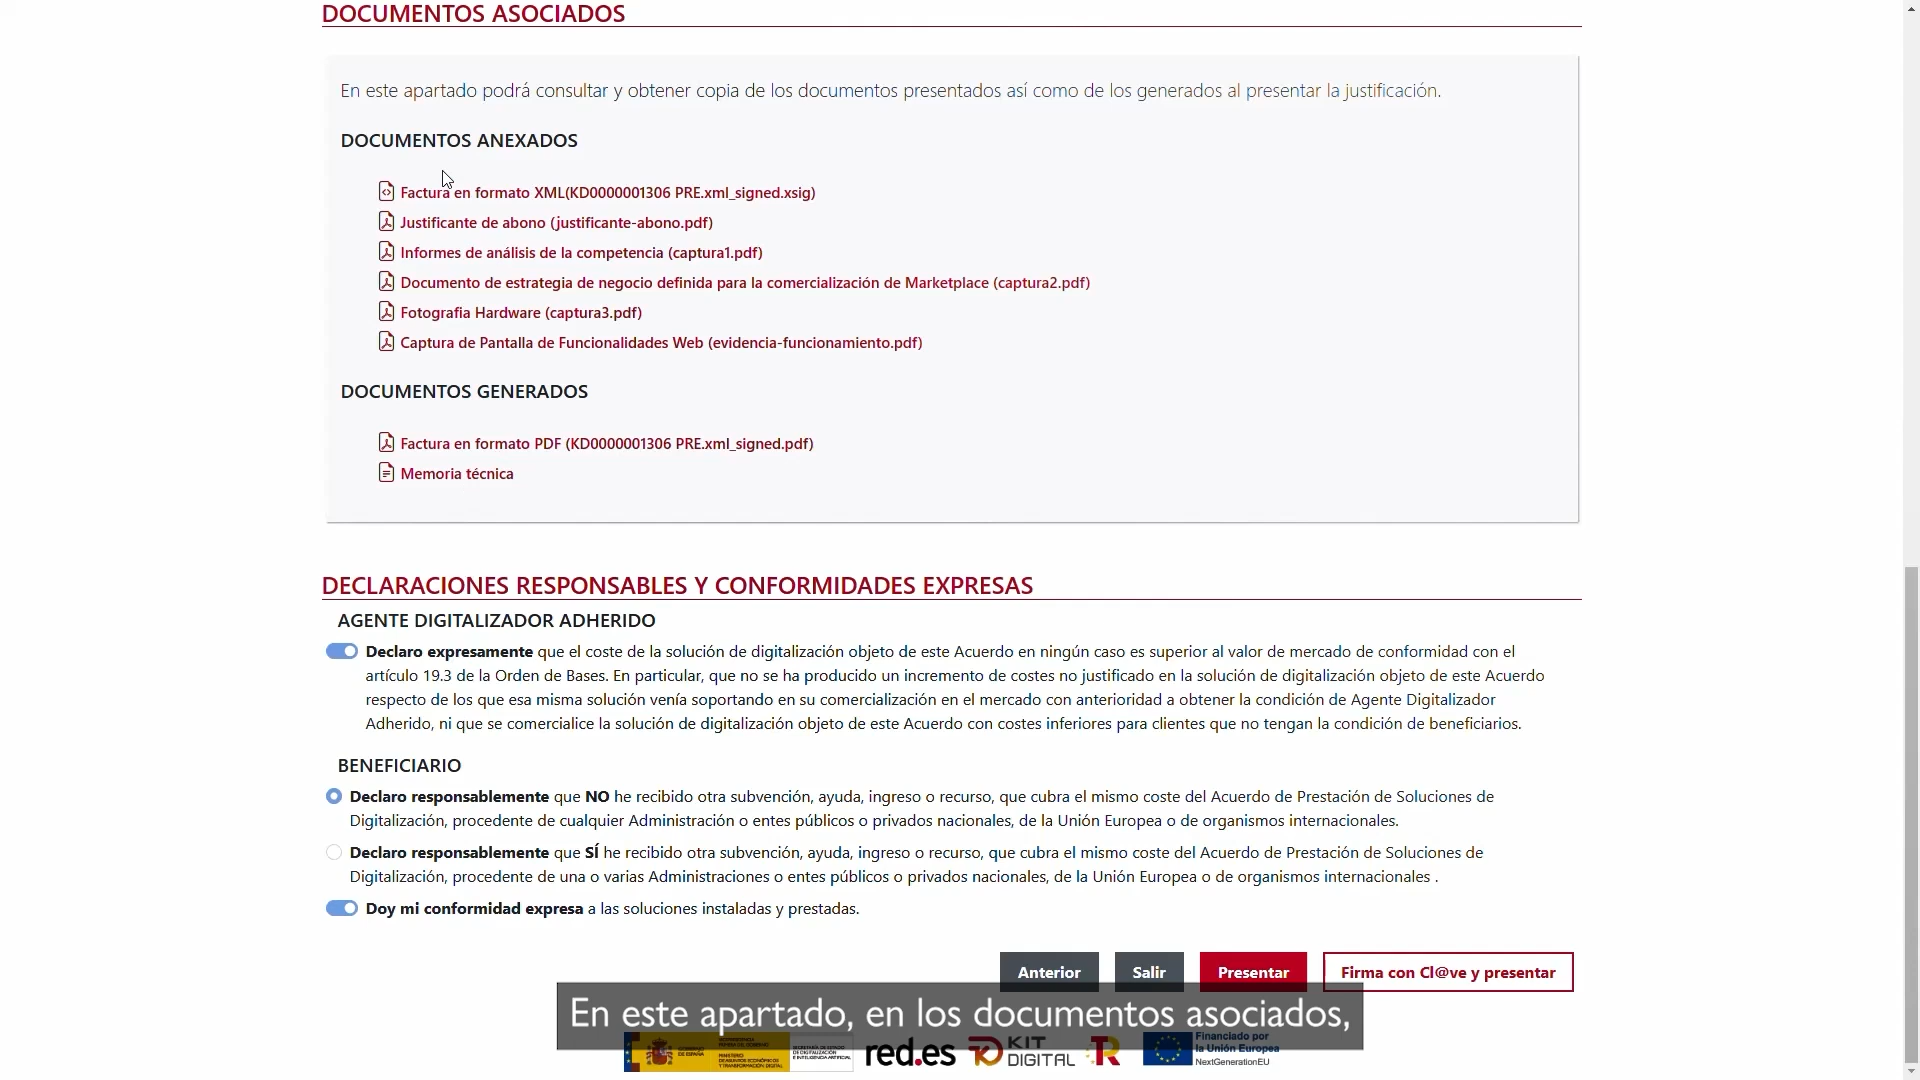 DOCUMENTOS ASOCIADOS
En este apartado podrá consultar y obtener copia de los documentos presentados así como de los generados al presentar la justificación.
DOCUMENTOS ANEXADOS
Factura en formato XML(KD0000001306 PRE.xml_signed.xsig)
Justificante de abono (justificante-abono.pdf)
Informes de análisis de la competencia (captura1.pdf)
Documento de estrategia de negocio definida para la comercialización de Marketplace (captura2.pdf)
Fotografia Hardware (captura3.pdf)
Captura de Pantalla de Funcionalidades Web (evidencia-funcionamiento.pdf)
DOCUMENTOS GENERADOS
Factura en formato PDF (KD0000001306 PRE.xml_signed.pdf)
Memoria técnica
DECLARACIONES RESPONSABLES Y CONFORMIDADES EXPRESAS
AGENTE DIGITALIZADOR ADHERIDO
Declaro expresamente que el coste de la solución de digitalización objeto de este Acuerdo en ningún caso es superior al valor de mercado de conformidad con el
artículo 19.3 de la Orden de Bases. En particular, que no se ha producido un incremento de costes no justificado en la solución de digitalización objeto de este Acuerdo
respecto de los que esa misma solución venía soportando en su comercialización en el mercado con anterioridad a obtener la condición de Agente Digitalizador
Adherido, ni que se comercialice la solución de digitalización objeto de este Acuerdo con costes inferiores para clientes que no tengan la condición de beneficiarios.
BENEFICIARIO
Declaro responsablemente que NO he recibido otra subvención, ayuda, ingreso o recurso, que cubra el mismo coste del Acuerdo de Prestación de Soluciones de
Digitalización, procedente de cualquier Administración o entes públicos o privados nacionales, de la Unión Europea o de organismos internacionales.
Declaro responsablemente que SÍ he recibido otra subvención, ayuda, ingreso o recurso, que cubra el mismo coste del Acuerdo de Prestación de Soluciones de
Digitalización, procedente de una o varias Administraciones o entes públicos o privados nacionales, de la Unión Europea o de organismos internacionales .
Doy mi conformidad expresa a las soluciones instaladas y prestadas.
Anterior Salir Presentar Firma con Cl@ve y presentar
En este apartado, en los documentos asociados,
red.es KIT DIGITAL
Financiado por
la Unión Europea
NextGenerationEU